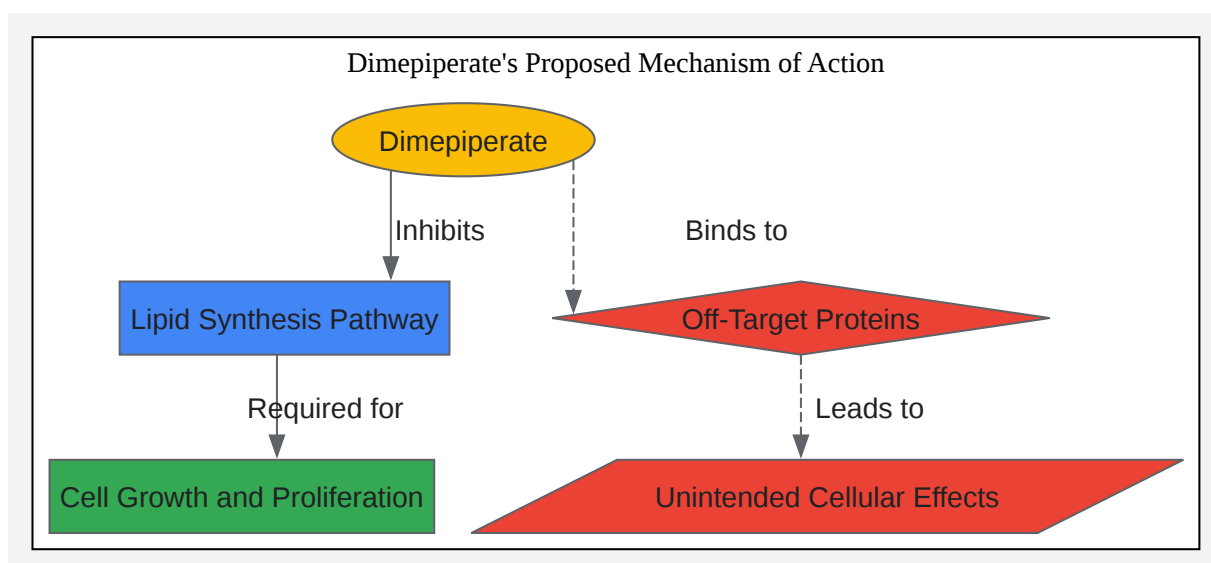 Dimepiperate's Proposed Mechanism of Action
Dimepiperate
Inhibits
Binds to
Lipid Synthesis Pathway
Off-Target Proteins
Required for
Leads to
Cell Growth and Proliferation
Unintended Cellular Effects